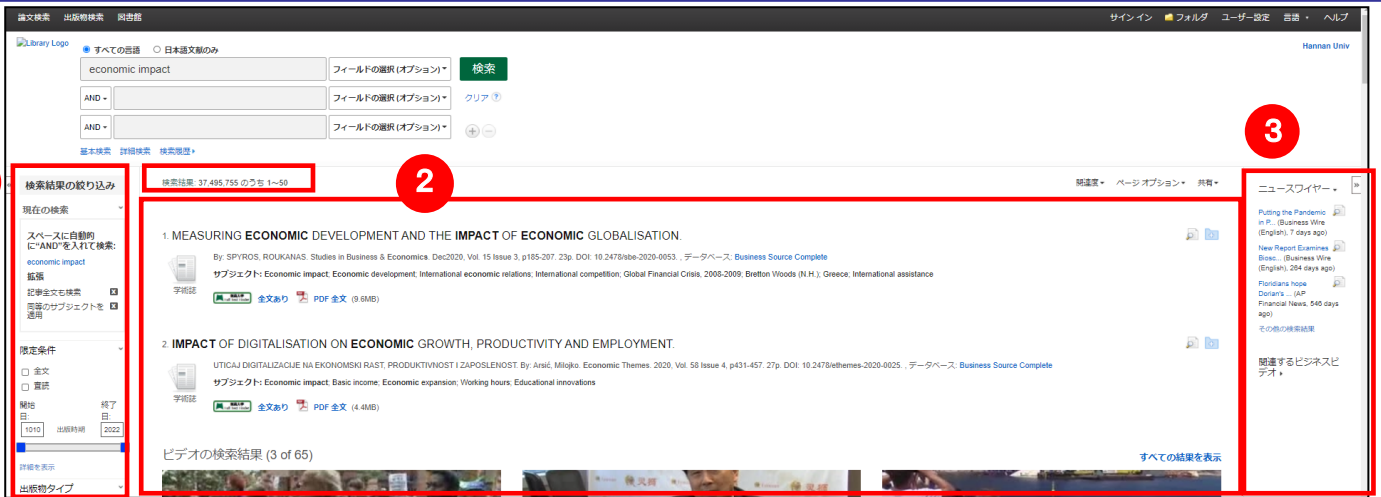 論文検索 出版物検索 図書館 サインイン フォルダ ユーザー設定 言語 ヘルプ
Library Logo すべての言語 日本語文献のみ Hannan Univ
economic impact フィールドの選択 (オプション) 検索
AND フィールドの選択 (オプション) クリア ?
AND フィールドの選択 (オプション)
基本検索 詳細検索 検索履歴
3
2
検索結果の絞り込み
現在の検索
スペースに自動的
に“AND”を入れて検索:
economic impact
拡張
記事全文も検索
同等のサブジェクトを
適用
限定条件
全文
査読
開始 終了
日: 日:
1010 出版時期 2022
詳細を表示
出版物タイプ
検索結果: 37,495,755 のうち 1~50 関連度 ページ オプション 共有
1. MEASURING ECONOMIC DEVELOPMENT AND THE IMPACT OF ECONOMIC GLOBALISATION.
By: SPYROS, ROUKANAS. Studies in Business & Economics. Dec2020, Vol. 15 Issue 3, p185-207. 23p. DOI: 10.2478/sbe-2020-0053. , データベース: Business Source Complete
サブジェクト: Economic impact; Economic development; International economic relations; International competition; Global Financial Crisis, 2008-2009; Bretton Woods (N.H.); Greece; International assistance
学術誌
全文あり PDF 全文 (9.6MB)
2. IMPACT OF DIGITALISATION ON ECONOMIC GROWTH, PRODUCTIVITY AND EMPLOYMENT.
UTICAJ DIGITALIZACIJE NA EKONOMSKI RAST, PRODUKTIVNOST I ZAPOSLENOST. By: Arsić, Milojko. Economic Themes. 2020, Vol. 58 Issue 4, p431-457. 27p. DOI: 10.2478/ethemes-2020-0025. , データベース: Business Source Complete
サブジェクト: Economic impact; Basic income; Economic expansion; Working hours; Educational innovations
学術誌
全文あり PDF 全文 (4.4MB)
ビデオの検索結果 (3 of 65) すべての結果を表示
ニュースワイヤー
Putting the Pandemic
in P... (Business Wire
(English), 7 days ago)
New Report Examines
Biosc... (Business Wire
(English), 264 days ago)
Floridians hope
Dorian's ... (AP
Financial News, 546 days
ago)
その他の検索結果
関連するビジネスビ
デオ